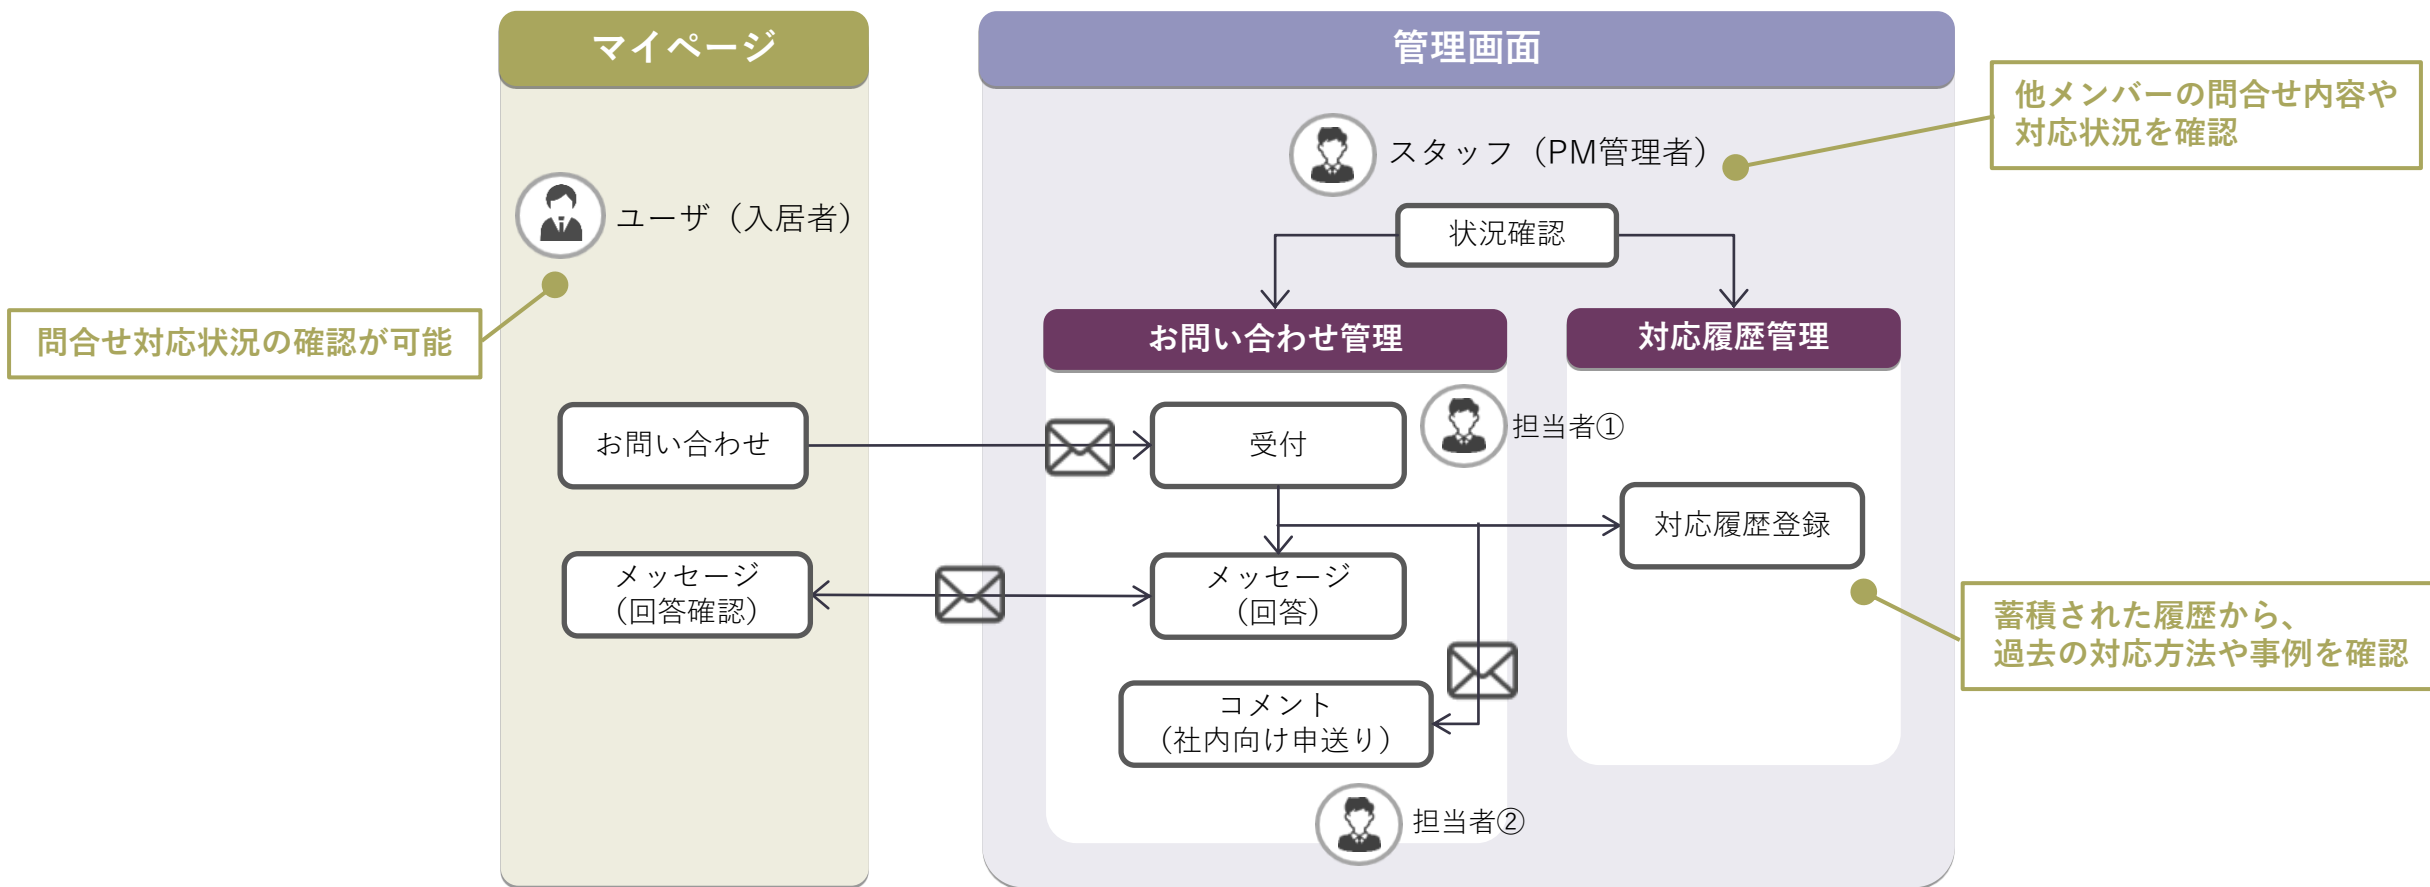 マイページ
管理画面
他メンバーの問合せ内容や
対応状況を確認
スタッフ（PM管理者）
ユーザ（入居者）
状況確認
問合せ対応状況の確認が可能
お問い合わせ管理
対応履歴管理
お問い合わせ
受付
担当者①
対応履歴登録
メッセージ
（回答確認）
メッセージ
（回答）
蓄積された履歴から、
過去の対応方法や事例を確認
コメント
（社内向け申送り）
担当者②